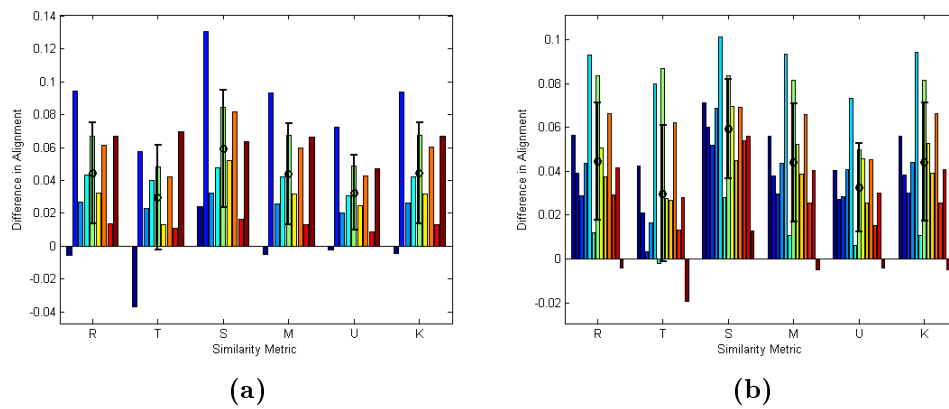 0.14
0.12
0.1
0.08
0.06
0.04
0.02
0
-0.02
-0.04
Difference in Alignment
R T S M U K
Similarity Metric
(a)
0.1
0.08
0.06
0.04
0.02
0
-0.02
Difference in Alignment
R T S M U K
Similarity Metric
(b)